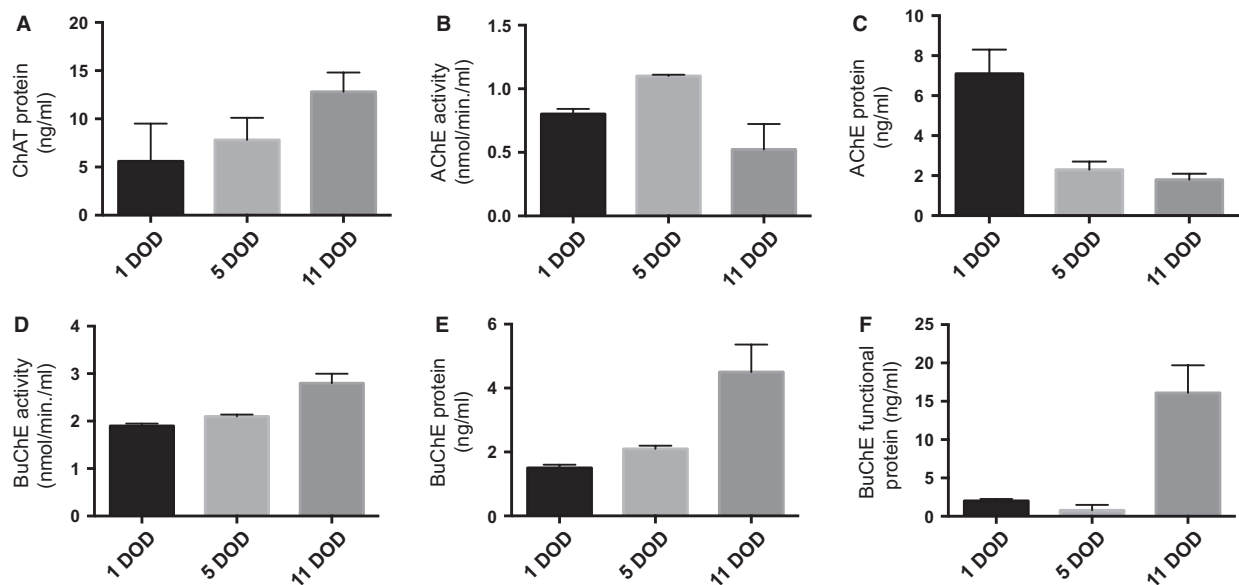 A
ChAT protein
(ng/ml)
20
15
10
5
0
1 DOD
5 DOD
11 DOD
B
AChE activity
(nmol/min./ml)
1.5
1.0
0.5
0.0
1 DOD
5 DOD
11 DOD
C
AChE protein
(ng/ml)
10
8
6
4
2
0
1 DOD
5 DOD
11 DOD
D
BuChE activity
(nmol/min./ml)
4
3
2
1
0
1 DOD
5 DOD
11 DOD
E
BuChE protein
(ng/ml)
6
4
2
0
1 DOD
5 DOD
11 DOD
F
BuChE functional
protein (ng/ml)
25
20
15
10
5
0
1 DOD
5 DOD
11 DOD